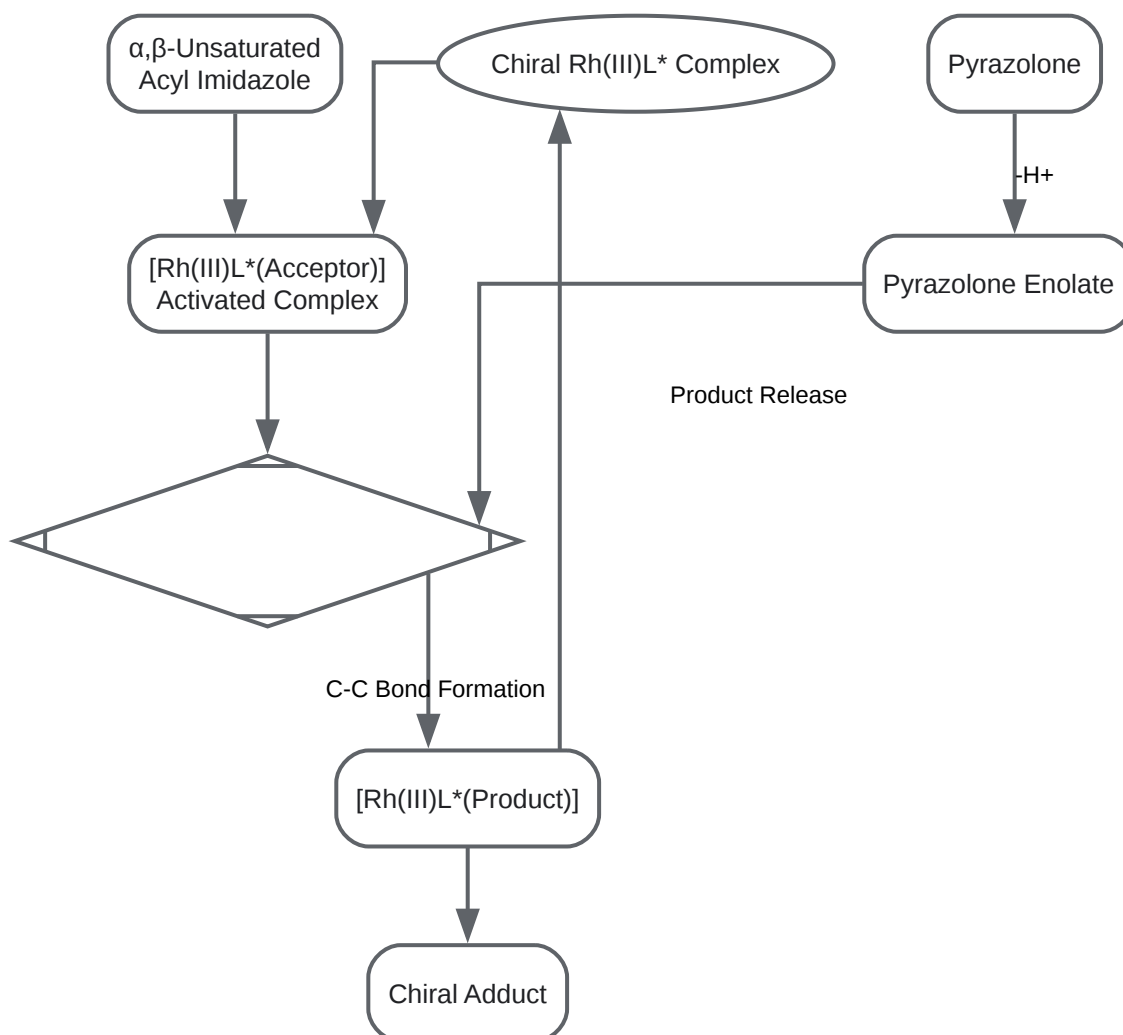 α,β-Unsaturated
Acyl Imidazole
Chiral Rh(III)L* Complex
Pyrazolone
-H+
[Rh(III)L*(Acceptor)]
Activated Complex
Pyrazolone Enolate
Product Release
C-C Bond Formation
[Rh(III)L*(Product)]
Chiral Adduct